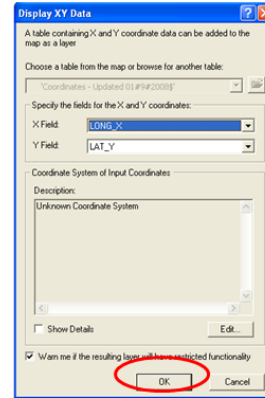 Display XY Data
A table containing X and Y coordinate data can be added to the
map as a layer
Choose a table from the map or browse for another table:
'Coordinates - Updated 01#9#2008$'
Specify the fields for the X and Y coordinates:
X Field: LONG_X
Y Field: LAT_Y
Coordinate System of Input Coordinates
Description:
Unknown Coordinate System
Show Details Edit...
Warn me if the resulting layer will have restricted functionality
OK Cancel